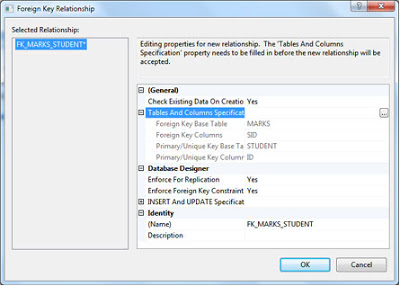 Foreign Key Relationship
Selected Relationship:
FK_MARKS_STUDENT*
Editing properties for new relationship. The 'Tables And Columns
Specification' property needs to be filled in before the new relationship will be
accepted.
(General)
Check Existing Data On Creatio Yes
Tables And Columns Specificat
Foreign Key Base Table MARKS
Foreign Key Columns SID
Primary/Unique Key Base Ta STUDENT
Primary/Unique Key Columr ID
Database Designer
Enforce For Replication Yes
Enforce Foreign Key Constraint Yes
INSERT And UPDATE Specificat
Identity
(Name) FK_MARKS_STUDENT
Description
OK Cancel